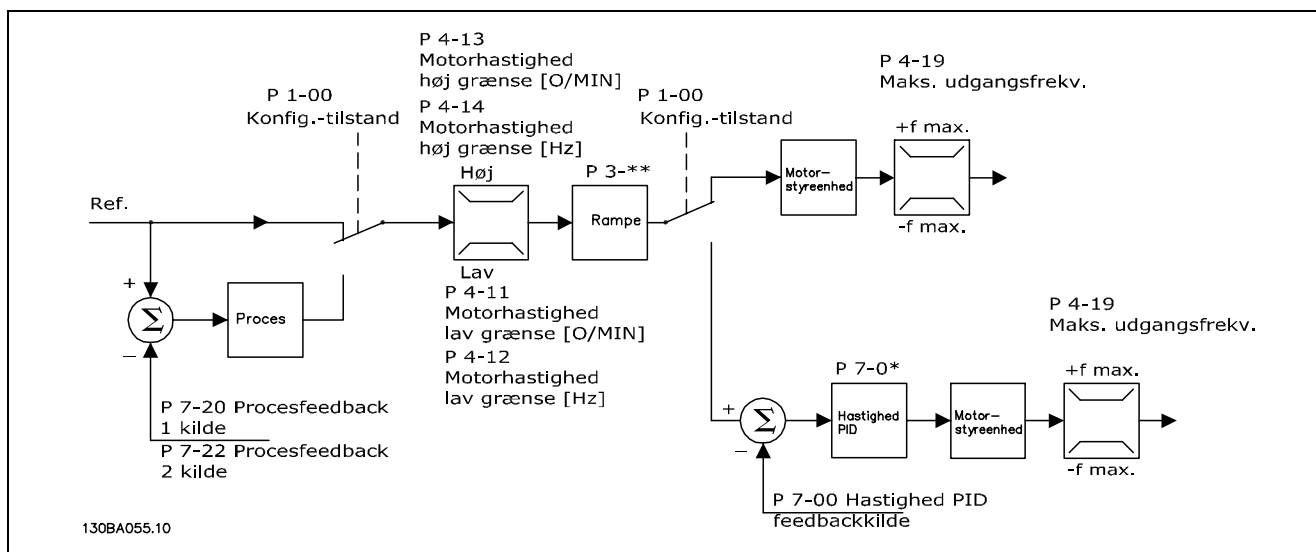 P 4-13
Motorhastighed
høj grænse [O/MIN]
P 4-14
Motorhastighed
høj grænse [Hz]
P 4-19
Maks. udgangsfrekv.
P 1-00
Konfig.-tilstand
P 1-00
Konfig.-tilstand
+f max.
Høj
P 3-**
Motor-
styreenhed
Ref.
Rampe
-f max.
Lav
P 4-11
Motorhastighed
lav grænse [O/MIN]
P 4-12
Motorhastighed
lav grænse [Hz]
+
Σ
Proces
−
P 4-19
Maks. udgangsfrekv.
P 7-0*
+f max.
P 7-20 Procesfeedback
1 kilde
P 7-22 Procesfeedback
2 kilde
+
Σ
Hastighed
PID
Motor-
styreenhed
−
-f max.
P 7-00 Hastighed PID
feedbackkilde
130BA055.10